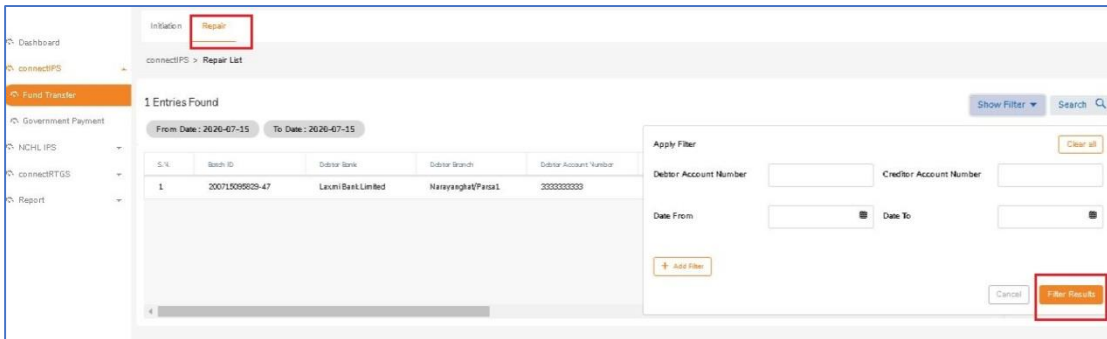 Initiation Repair
Dashboard
connectIPS
connectIPS > Repair List
Fund Transfer
Government Payment
NCHL IPS
connectRTGS
Report
1 Entries Found
Show Filter
Search
From Date : 2020-07-15 To Date : 2020-07-15
S.N. Batch ID Debtor Bank Debtor Branch Debtor Account Number
1 200715095829-47 Laxmi Bank Limited Narayanghat/Parsa1 3333333333
Apply Filter
Clear all
Debtor Account Number Creditor Account Number
Date From Date To
+ Add Filter
Cancel Filter Results